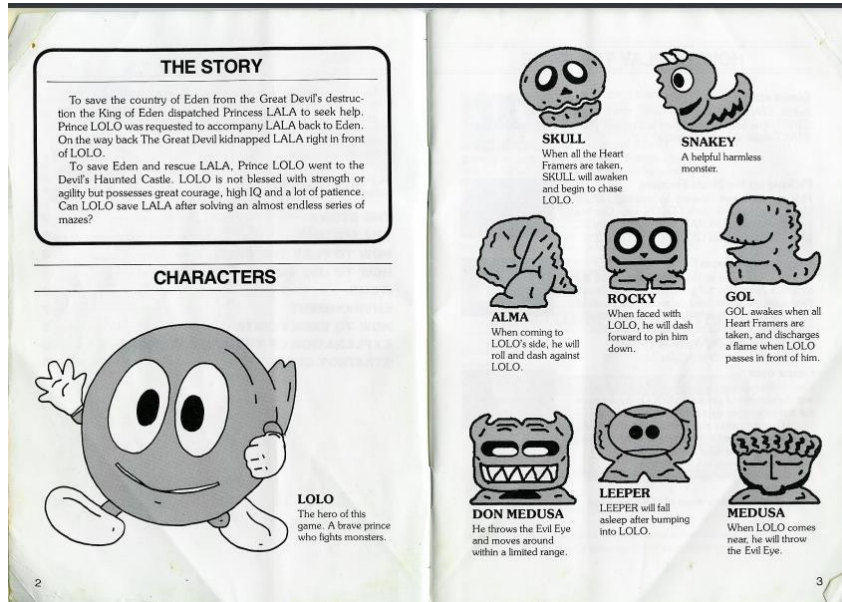 THE STORY
To save the country of Eden from the Great Devil's destruc-
tion the King of Eden dispatched Princess LALA to seek help.
Prince LOLO was requested to accompany LALA back to Eden.
On the way back The Great Devil kidnapped LALA right in front
of LOLO.
To save Eden and rescue LALA, Prince LOLO went to the
Devil's Haunted Castle. LOLO is not blessed with strength or
agility but possesses great courage, high IQ and a lot of patience.
Can LOLO save LALA after solving an almost endless series of
mazes?
CHARACTERS
LOLO
The hero of this
game. A brave prince
who fights monsters.
2
SKULL
When all the Heart
Framers are taken,
SKULL will awaken
and begin to chase
LOLO.
SNAKEY
A helpful harmless
monster.
ALMA
When coming to
LOLO's side, he will
roll and dash against
LOLO.
ROCKY
When faced with
LOLO, he will dash
forward to pin him
down.
GOL
GOL awakes when all
Heart Framers are
taken, and discharges
a flame when LOLO
passes in front of him.
DON MEDUSA
He throws the Evil Eye
and moves around
within a limited range.
LEEPER
LEEPER will fall
asleep after bumping
into LOLO.
MEDUSA
When LOLO comes
near, he will throw
the Evil Eye.
3